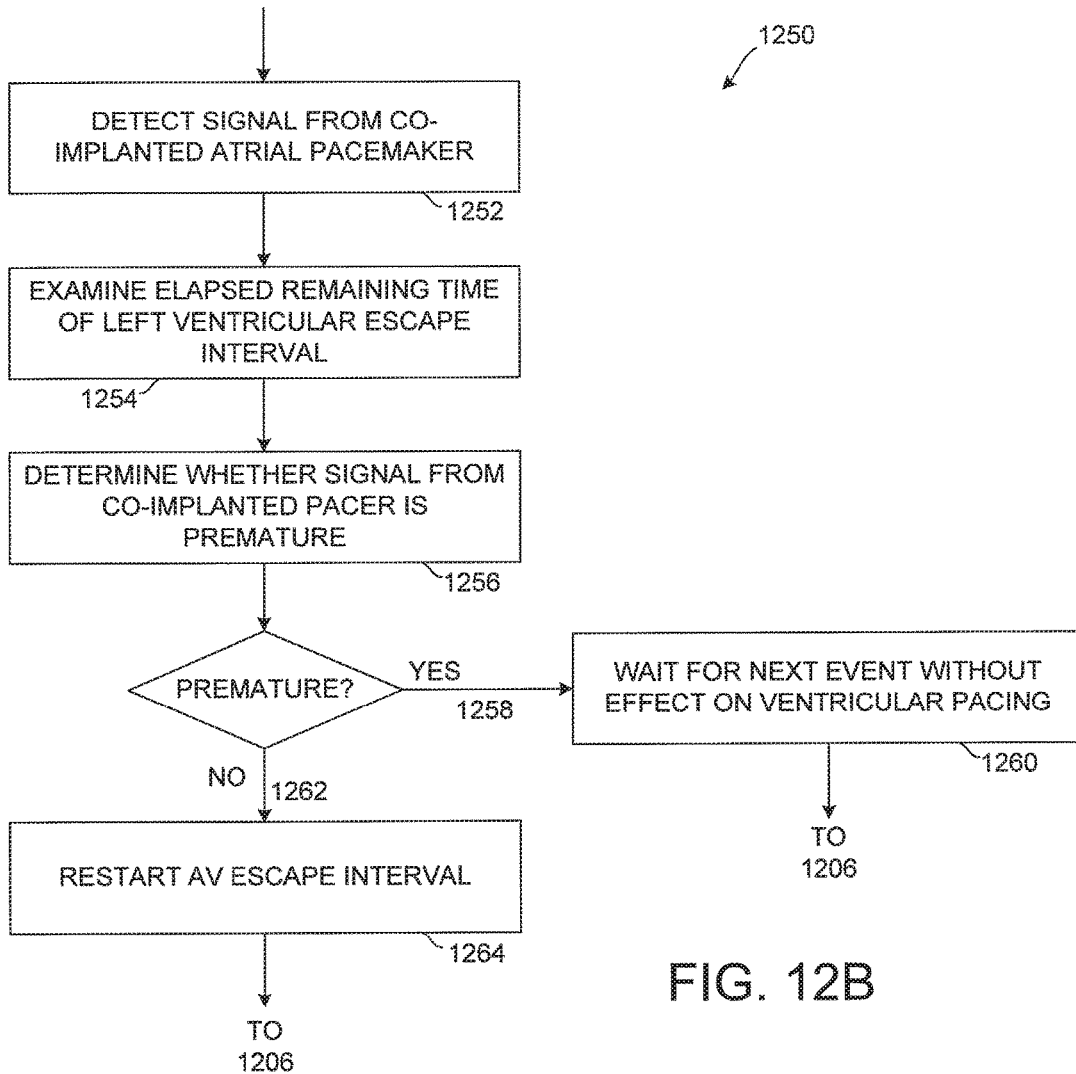 1250
DETECT SIGNAL FROM CO-
IMPLANTED ATRIAL PACEMAKER
1252
EXAMINE ELAPSED REMAINING TIME
OF LEFT VENTRICULAR ESCAPE
INTERVAL
1254
DETERMINE WHETHER SIGNAL FROM
CO-IMPLANTED PACER IS
PREMATURE
1256
PREMATURE?
YES
1258
WAIT FOR NEXT EVENT WITHOUT
EFFECT ON VENTRICULAR PACING
1260
TO
1206
NO
1262
RESTART AV ESCAPE INTERVAL
1264
TO
1206
FIG. 12B